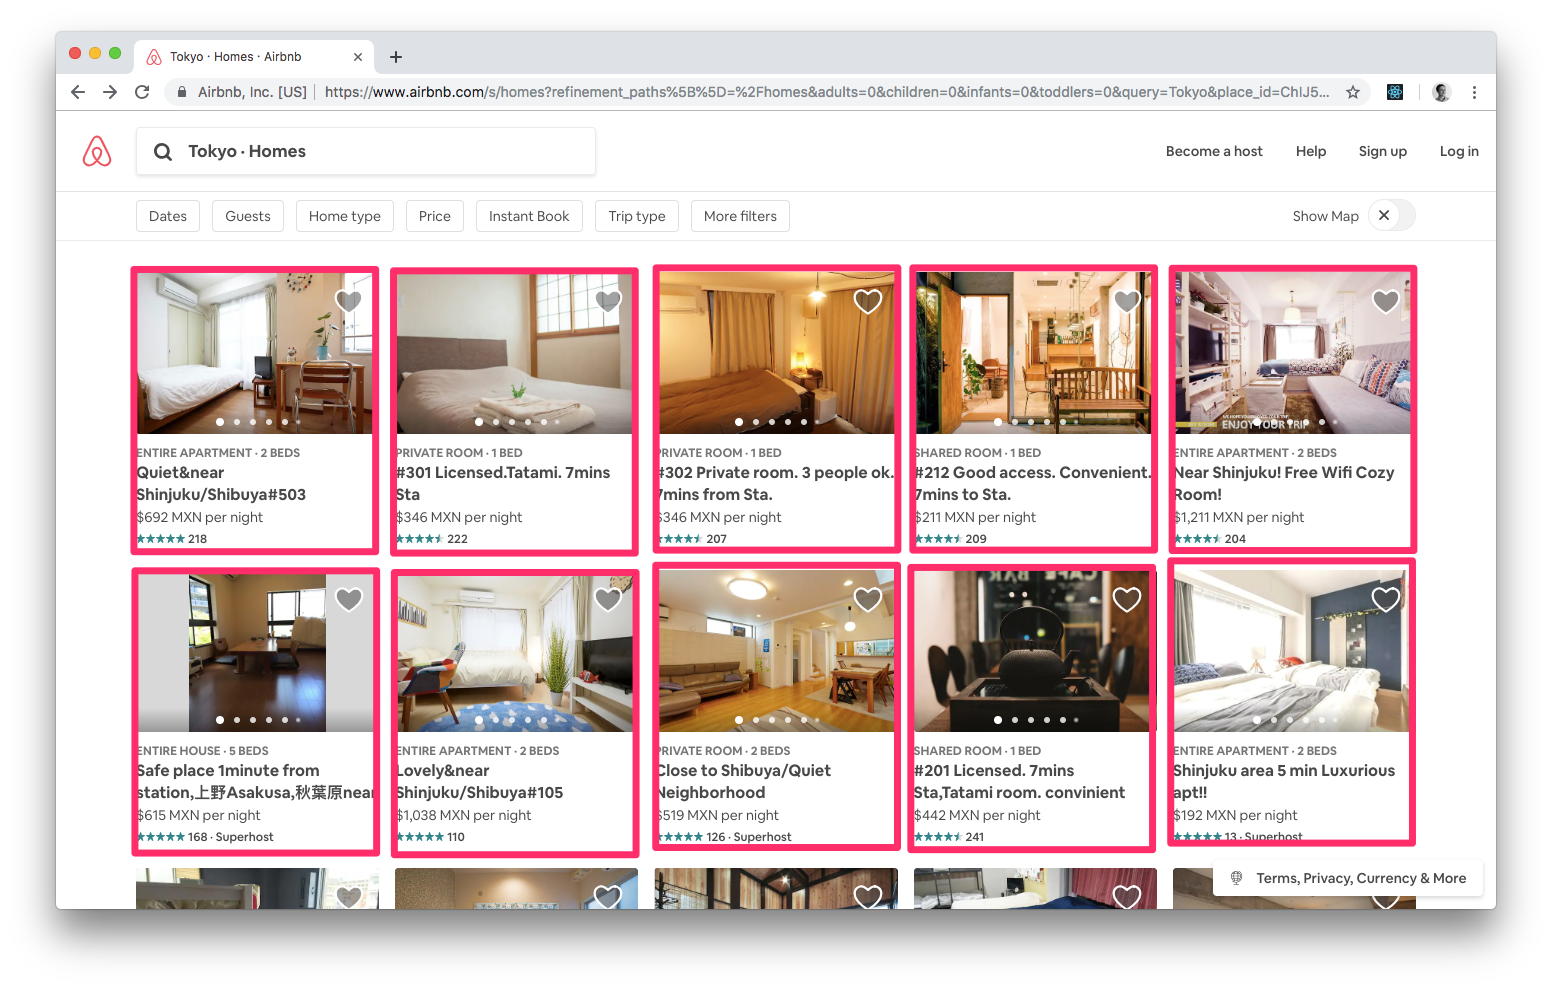 Tokyo · Homes · Airbnb
Airbnb, Inc. [US]
https://www.airbnb.com/s/homes?refinement_paths%5B%5D=%2Fhomes&adults=0&children=0&infants=0&toddlers=0&query=Tokyo&place_id=ChIJ5...
Tokyo · Homes
Become a host
Help
Sign up
Log in
Dates
Guests
Home type
Price
Instant Book
Trip type
More filters
Show Map
ENTIRE APARTMENT · 2 BEDS
Quiet&near
Shinjuku/Shibuya#503
$692 MXN per night
218
PRIVATE ROOM · 1 BED
#301 Licensed.Tatami. 7mins
Sta
$346 MXN per night
222
PRIVATE ROOM · 1 BED
#302 Private room. 3 people ok.
7mins from Sta.
$346 MXN per night
207
SHARED ROOM · 1 BED
#212 Good access. Convenient.
7mins to Sta.
$211 MXN per night
209
ENJOY YOUR TRIP
ENTIRE APARTMENT · 2 BEDS
Near Shinjuku! Free Wifi Cozy
Room!
$1,211 MXN per night
204
ENTIRE HOUSE · 5 BEDS
Safe place 1minute from
station,上野Asakusa,秋葉原near
$615 MXN per night
168 · Superhost
ENTIRE APARTMENT · 2 BEDS
Lovely&near
Shinjuku/Shibuya#105
$1,038 MXN per night
110
PRIVATE ROOM · 2 BEDS
Close to Shibuya/Quiet
Neighborhood
$519 MXN per night
126 · Superhost
SHARED ROOM · 1 BED
#201 Licensed. 7mins
Sta,Tatami room. convinient
$442 MXN per night
241
ENTIRE APARTMENT · 2 BEDS
Shinjuku area 5 min Luxurious
apt!!
$192 MXN per night
13 · Superhost
Terms, Privacy, Currency & More